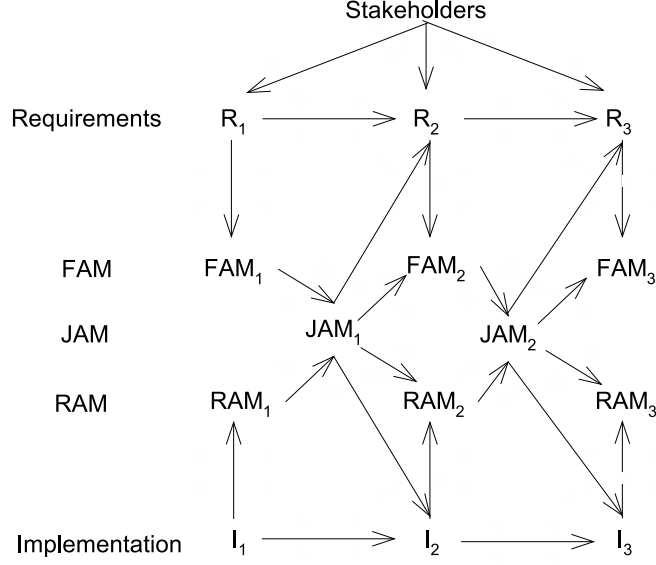 Stakeholders
Requirements R₁ R₂ R₃
FAM FAM₁ FAM₂ FAM₃
JAM JAM₁ JAM₂
RAM RAM₁ RAM₂ RAM₃
Implementation I₁ I₂ I₃